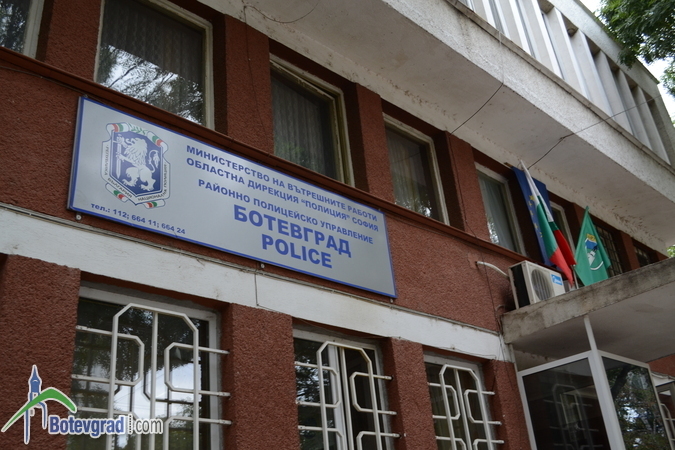 МИНИСТЕРСТВО НА ВЪТРЕШНИТЕ РАБОТИ
ОБЛАСТНА ДИРЕКЦИЯ "ПОЛИЦИЯ" СОФИЯ
РАЙОННО ПОЛИЦЕЙСКО УПРАВЛЕНИЕ
БОТЕВГРАД
POLICE
тел.: 112; 664 11; 664 24
Botevgrad.com